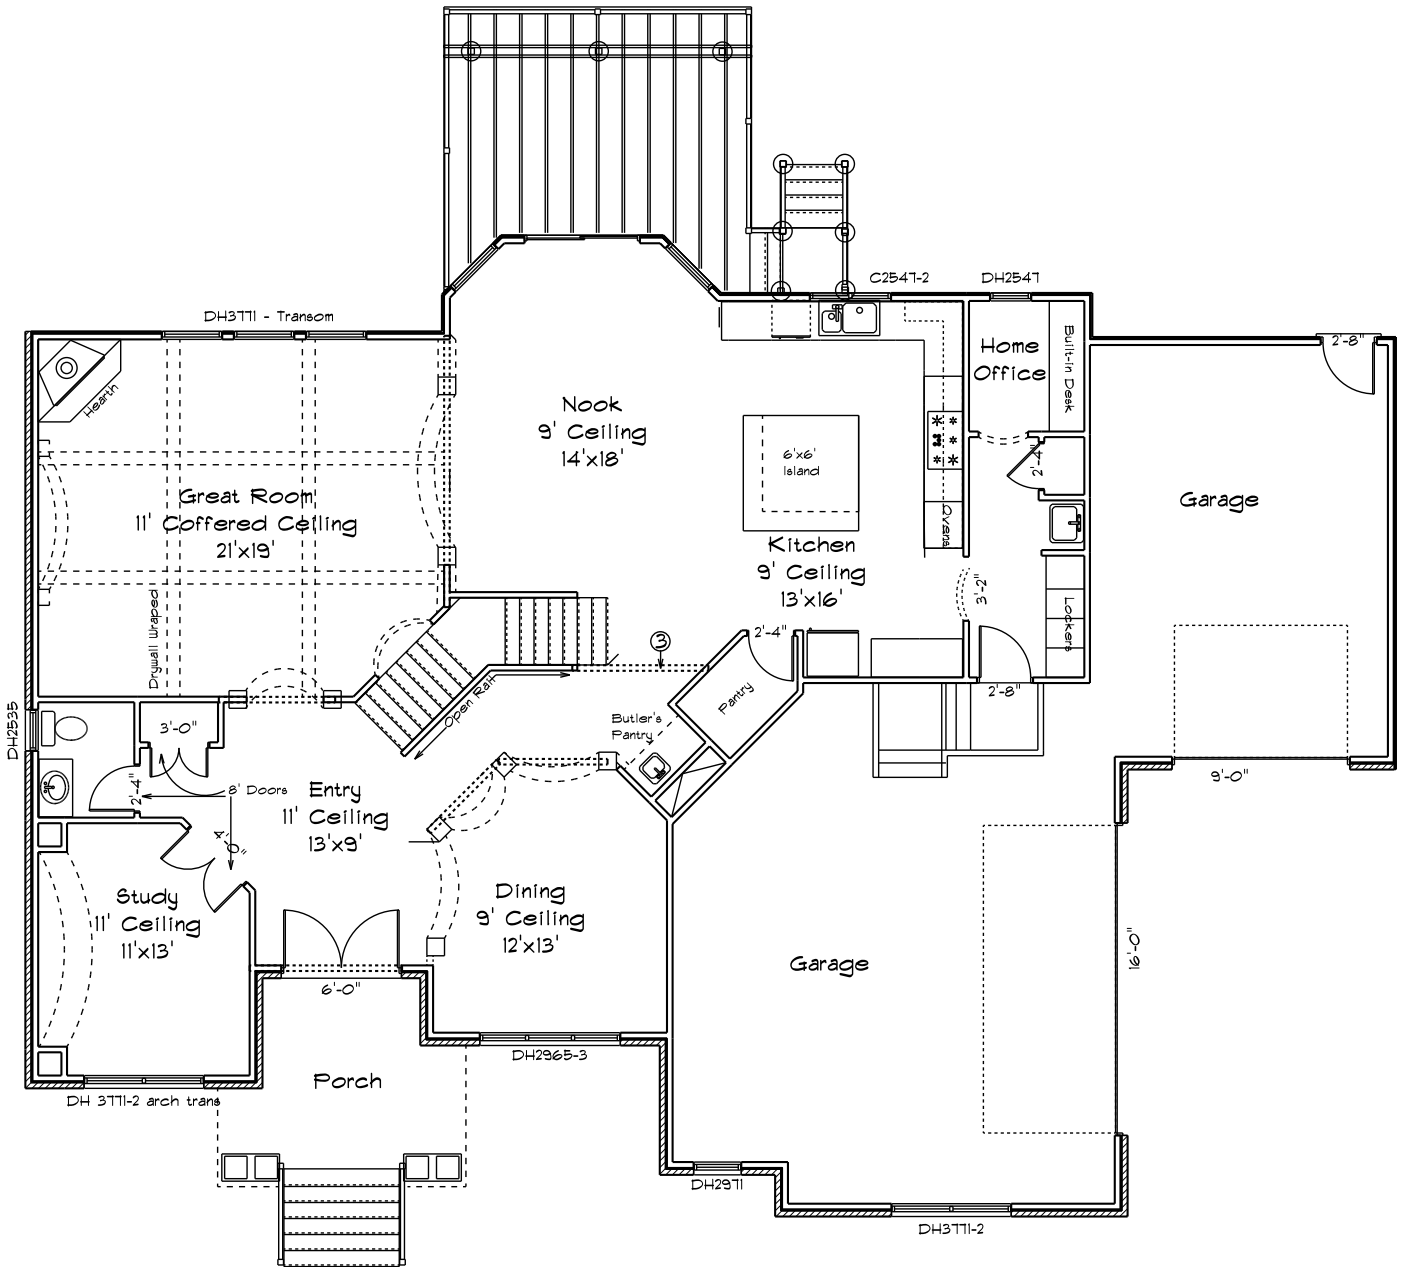 C2547-2
DH2547
DH3771 - Transom
2'-8"
Home
Office
Built-in Desk
Hearth
Nook
9' Ceiling
14'x18'
6'x6'
Island
2'-4"
Great Room
11' Coffered Ceiling
21'x19'
Garage
Ovens
Kitchen
9' Ceiling
13'x16'
3'-2"
Lockers
Drywall Wraped
3
2'-4"
2'-8"
Pantry
Open Rail
DH2535
3'-0"
Butler's
Pantry
9'-0"
2'-4"
8' Doors
Entry
11' Ceiling
13'x9'
4'-0"
Study
11' Ceiling
11'x13'
Dining
9' Ceiling
12'x13'
Garage
16'-0"
6'-0"
DH2965-3
Porch
DH 3771-2 arch trans
DH2971
DH3771-2